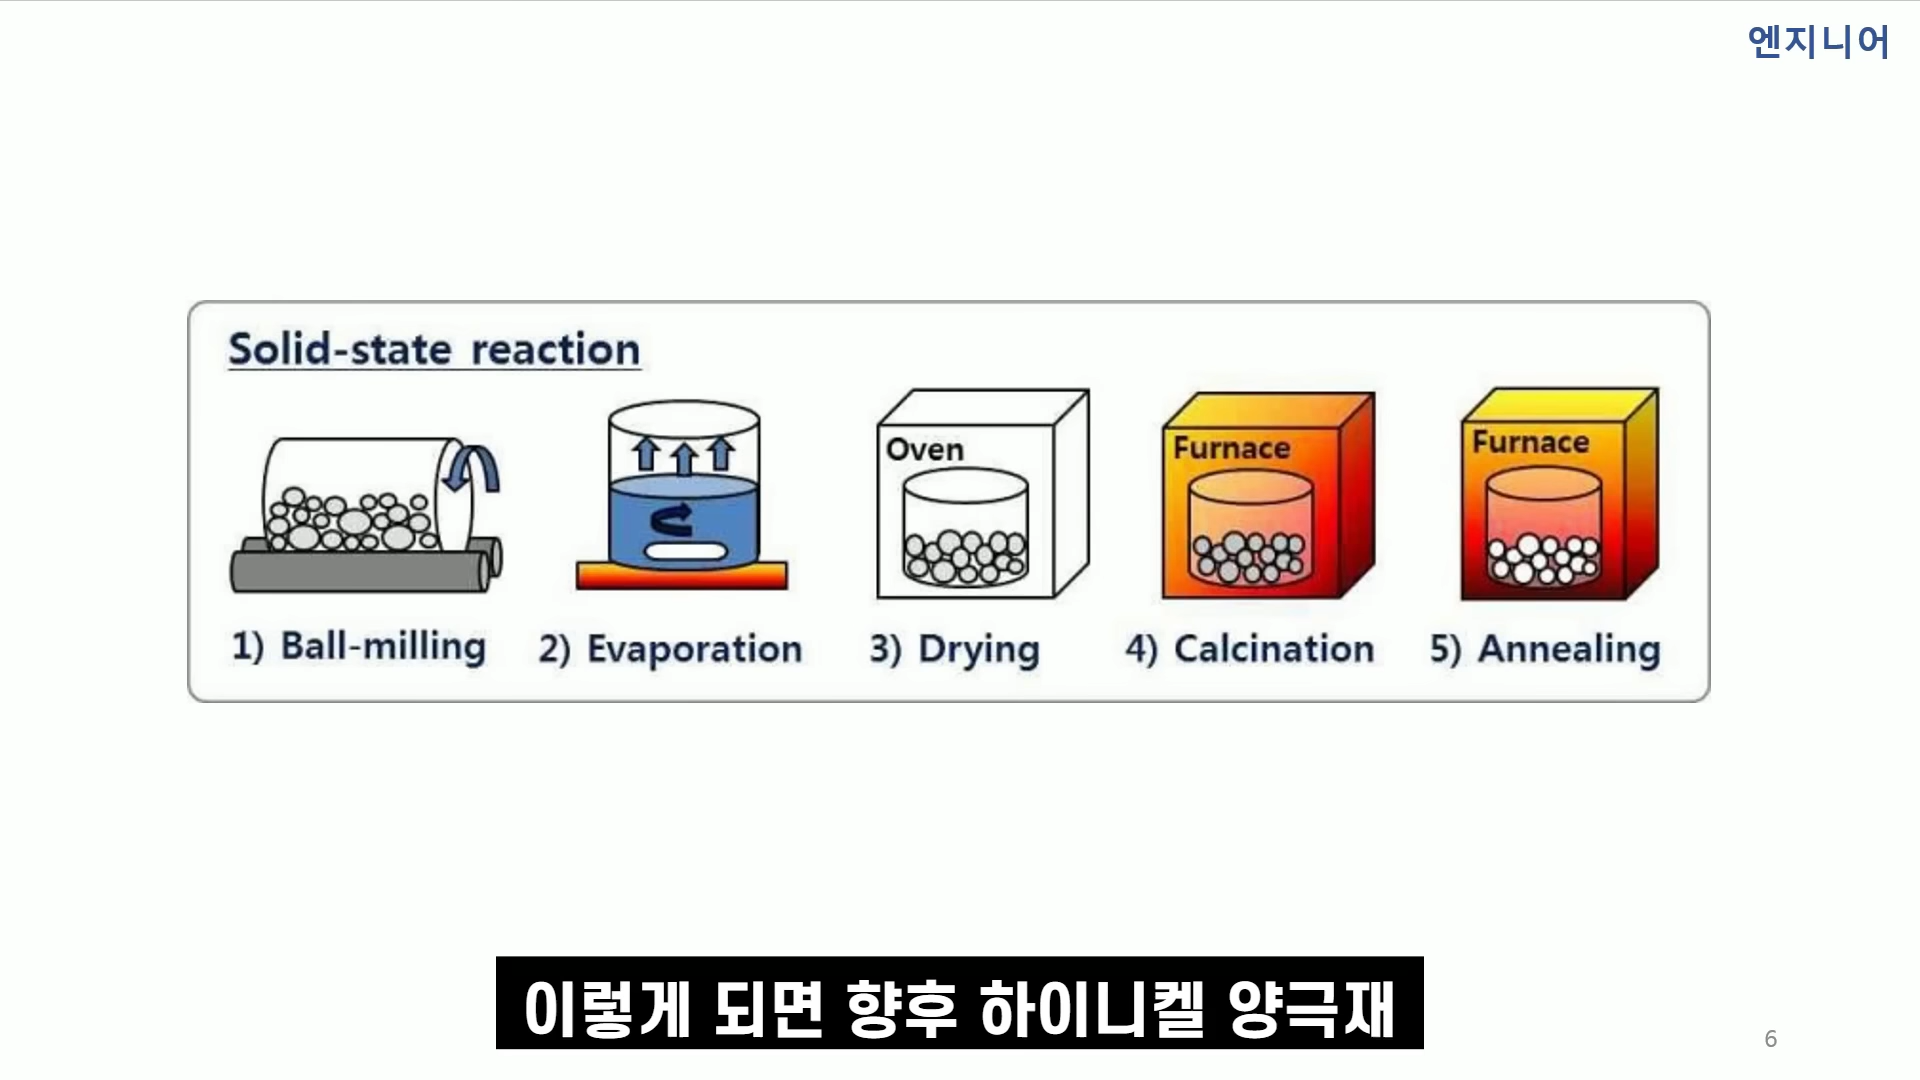 엔지니어
Solid-state reaction
Oven
Furnace
Furnace
1) Ball-milling
2) Evaporation
3) Drying
4) Calcination
5) Annealing
이렇게 되면 향후 하이니켈 양극재
6